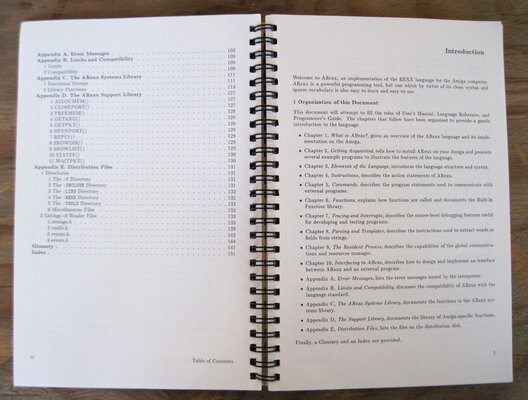 Appendix A. Error Messages 103
Appendix B. Limits and Compatibility 109
1 Limits 109
2 Compatibility 109
Appendix C. The ARexx Systems Library 111
1 Functional Groups 111
2 Library Functions 113
Appendix D. The ARexx Support Library 127
1 ALLOCMEM() 127
2 CLOSEPORT()
3 FREEMEM()
4 GETARG()
5 GETPKT()
6 OPENPORT()
7 REPLY()
8 SHOWDIR() 129
9 SHOWLIST() 129
10 STATEF() 130
11 WAITPKT() 130
Appendix E. Distribution Files 131
1 Directories 131
1 The :C Directory 131
2 The :INCLUDE Directory 131
3 The :LIBS Directory 132
4 The :REXX Directory 132
5 The :TOOLS Directory 132
6 Miscellaneous Files 132
2 Listings of Header Files 133
1 storage.h 133
2 rxslib.h 139
3 rexxio.h 142
4 errors.h 144
Glossary 147
Index 151
Table of Contents
Introduction
Welcome to ARexx, an implementation of the REXX language for the Amiga computer.
ARexx is a powerful programming tool, but one which by virtue of its clean syntax and
sparse vocabulary is also easy to learn and easy to use.
1 Organization of this Document
This document will attempt to fill the roles of User's Manual, Language Reference, and
Programmer's Guide. The chapters that follow have been organized to provide a gentle
introduction to the language.
• Chapter 1, What is ARexx?, gives an overview of the ARexx language and its imple-
mentation on the Amiga.
• Chapter 2, Getting Acquainted, tells how to install ARexx on your Amiga and presents
several example programs to illustrate the features of the language.
• Chapter 3, Elements of the Language, introduces the language structure and syntax.
• Chapter 4, Instructions, describes the action statements of ARexx.
• Chapter 5, Commands, describes the program statements used to communicate with
external programs.
• Chapter 6, Functions, explains how functions are called and documents the Built-in
Function library.
• Chapter 7, Tracing and Interrupts, describes the source-level debugging features useful
for developing and testing programs.
• Chapter 8, Parsing and Templates, describes the instructions used to extract words or
fields from strings.
• Chapter 9, The Resident Process, describes the capabilities of the global communica-
tions and resources manager.
• Chapter 10, Interfacing to ARexx, describes how to design and implement an interface
between ARexx and an external program.
• Appendix A, Error Messages, lists the error messages issued by the interpreter.
• Appendix B, Limits and Compatibility, discusses the compatibility of ARexx with the
language standard.
• Appendix C, The ARexx Systems Library, documents the functions in the ARexx sys-
tems library.
• Appendix D, The Support Library, documents the library of Amiga-specific functions.
• Appendix E, Distribution Files, lists the files on the distribution disk.
Finally, a Glossary and an Index are provided.
1